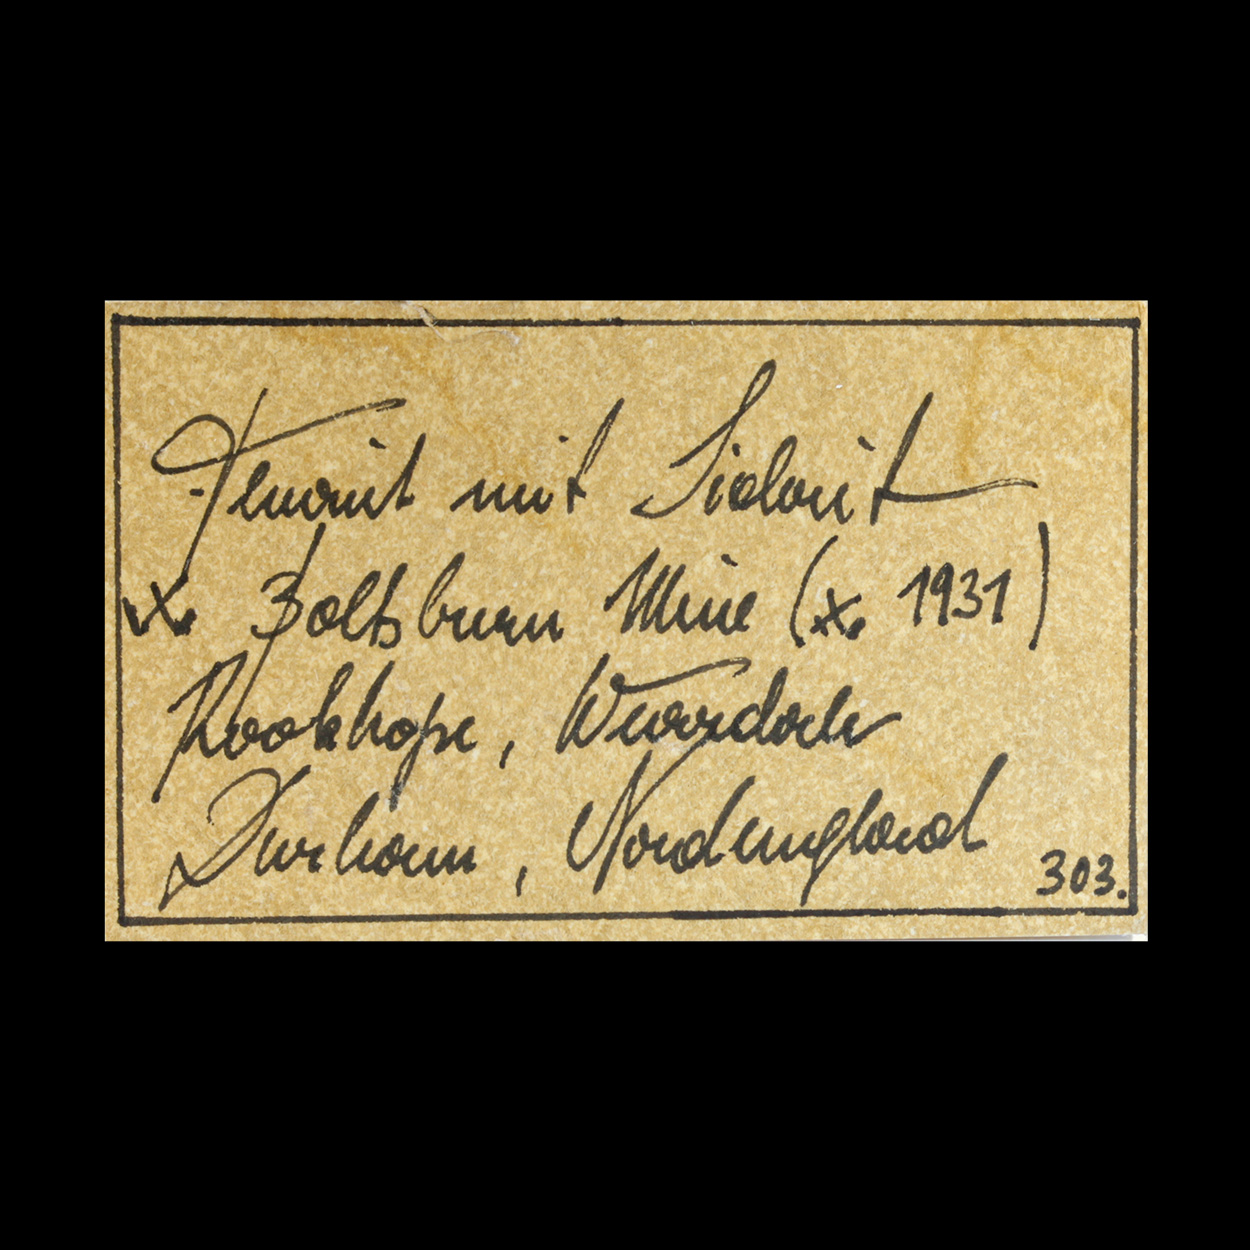 Fluorit mit Siderit
⚒ Boltsburn Mine (⚒ 1931)
Rookhope, Weardale
Durham, Nordengland
303.